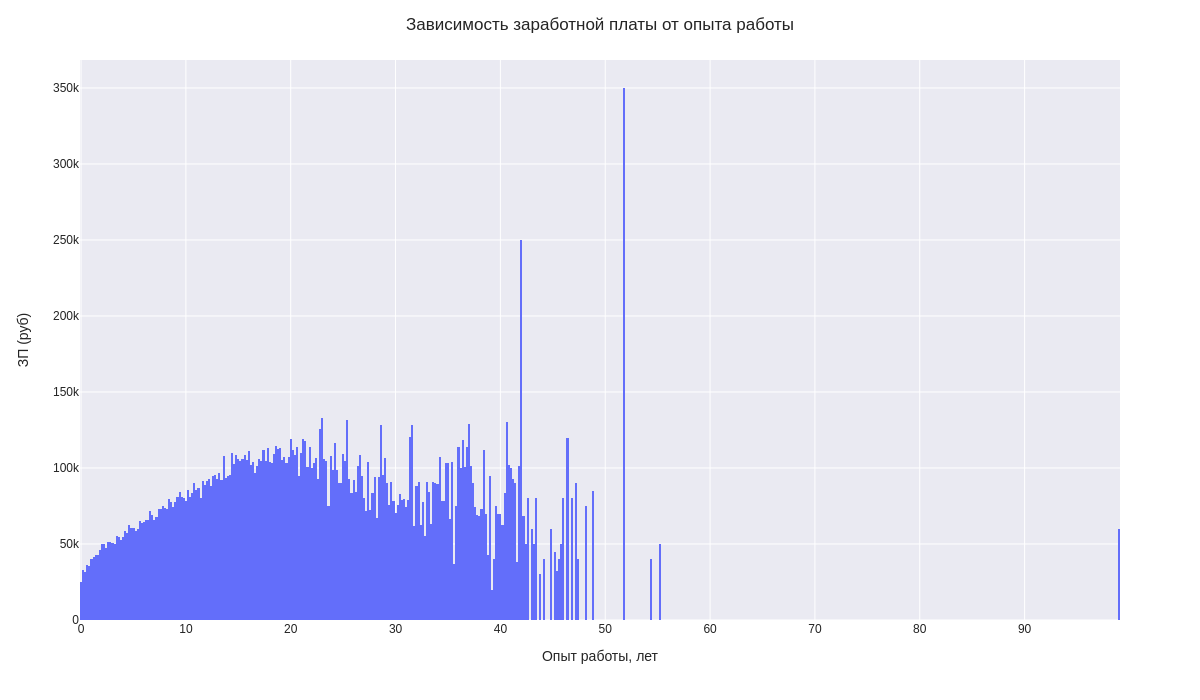 Зависимость заработной платы от опыта работы
350k
300k
250k
200k
150k
100k
50k
0
ЗП (руб)
0 10 20 30 40 50 60 70 80 90
Опыт работы, лет